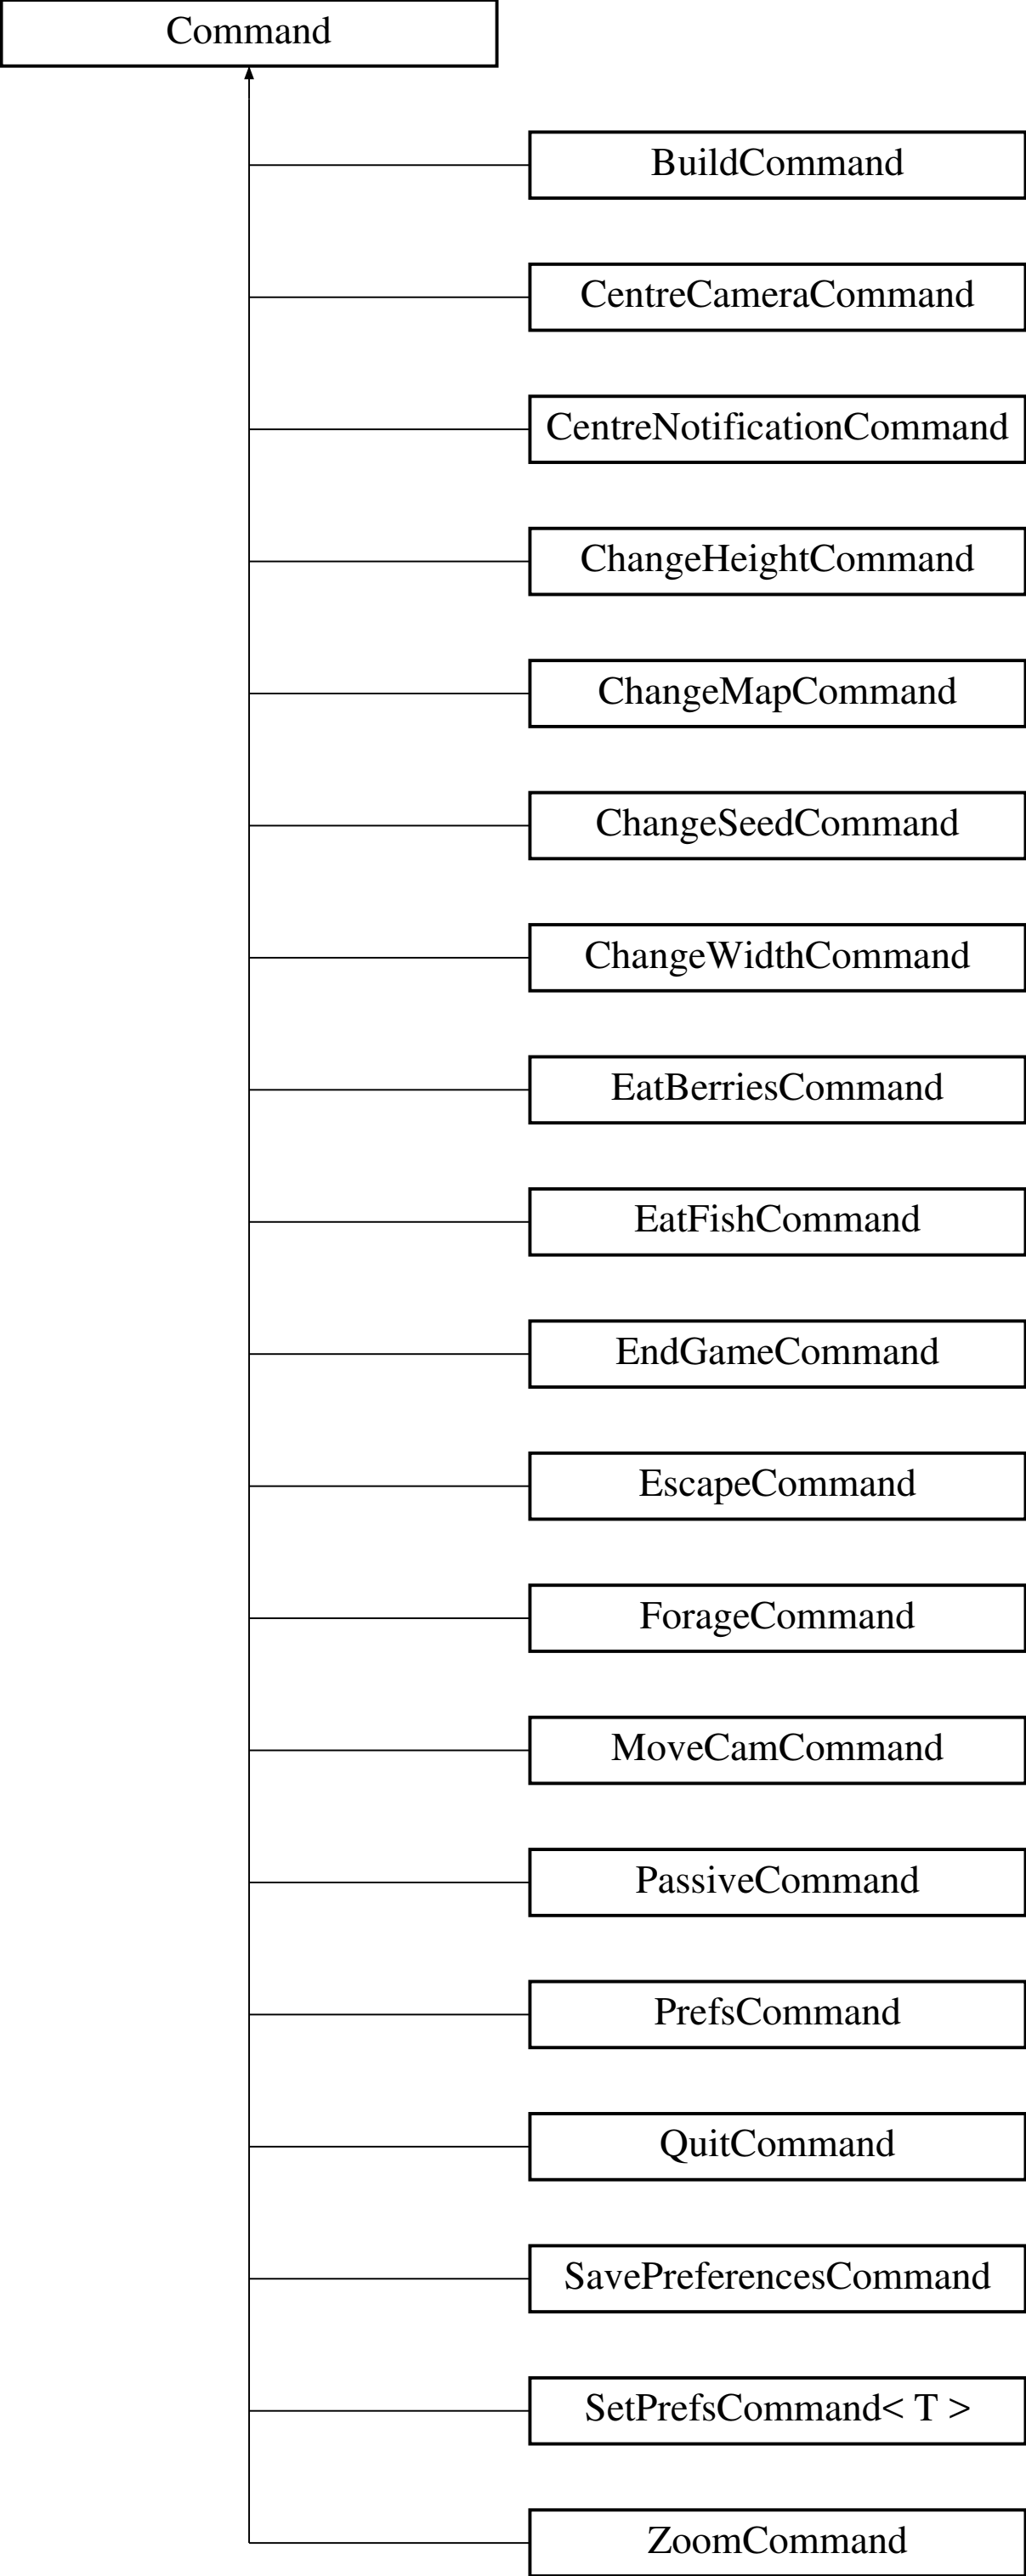 Command
BuildCommand
CentreCameraCommand
CentreNotificationCommand
ChangeHeightCommand
ChangeMapCommand
ChangeSeedCommand
ChangeWidthCommand
EatBerriesCommand
EatFishCommand
EndGameCommand
EscapeCommand
ForageCommand
MoveCamCommand
PassiveCommand
PrefsCommand
QuitCommand
SavePreferencesCommand
SetPrefsCommand< T >
ZoomCommand